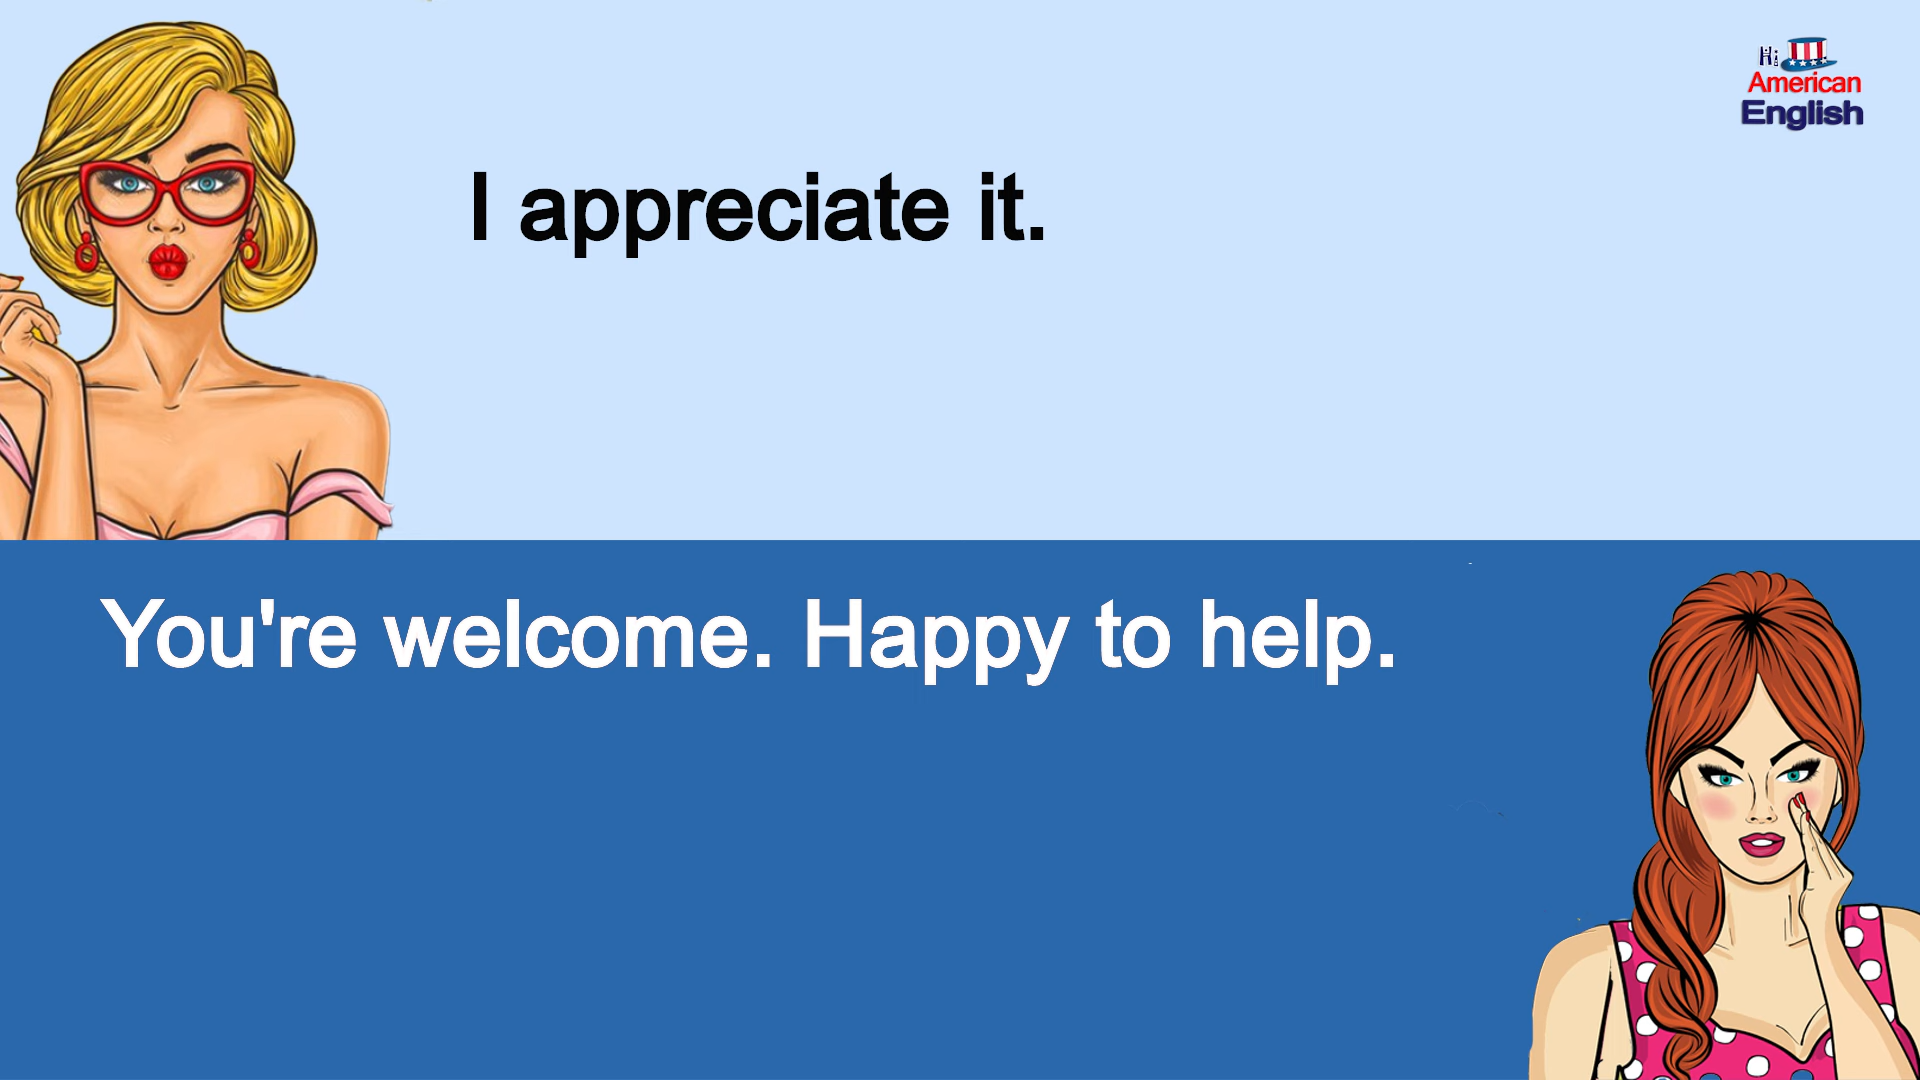 Hi
American
English
I appreciate it.
You're welcome. Happy to help.